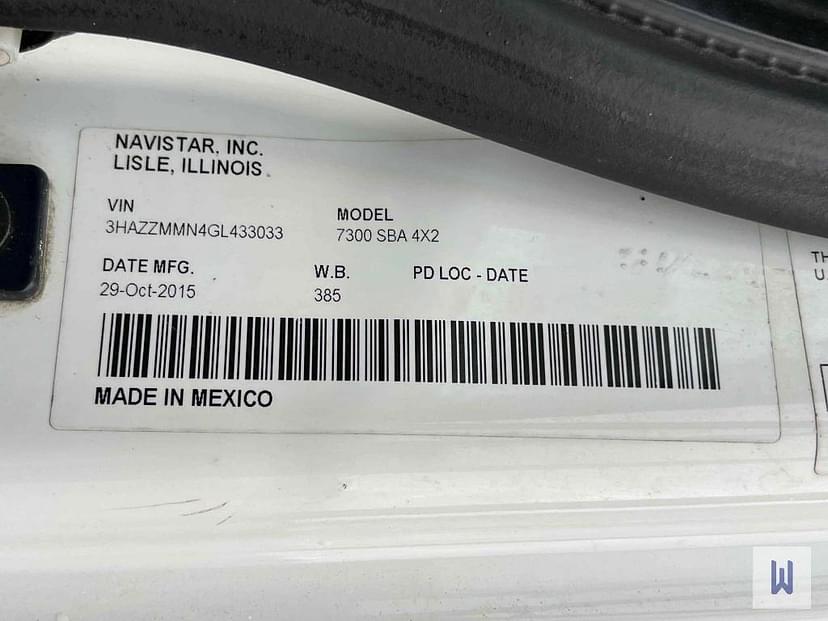 NAVISTAR, INC.
LISLE, ILLINOIS
VIN
3HAZZMMN4GL433033
MODEL
7300 SBA 4X2
DATE MFG.
29-Oct-2015
W.B.
385
PD LOC - DATE
MADE IN MEXICO
TH
U.
W